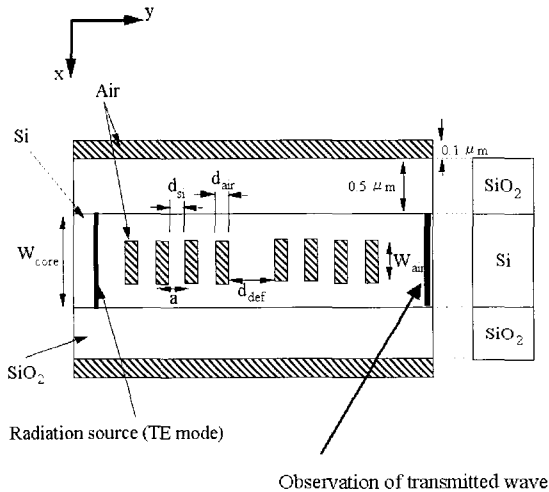 y
x
Air
Si
0.1 μm
d_si
d_air
0.5 μm
SiO₂
W_core
W_air
Si
a
d_def
SiO₂
SiO₂
Radiation source (TE mode)
Observation of transmitted wave